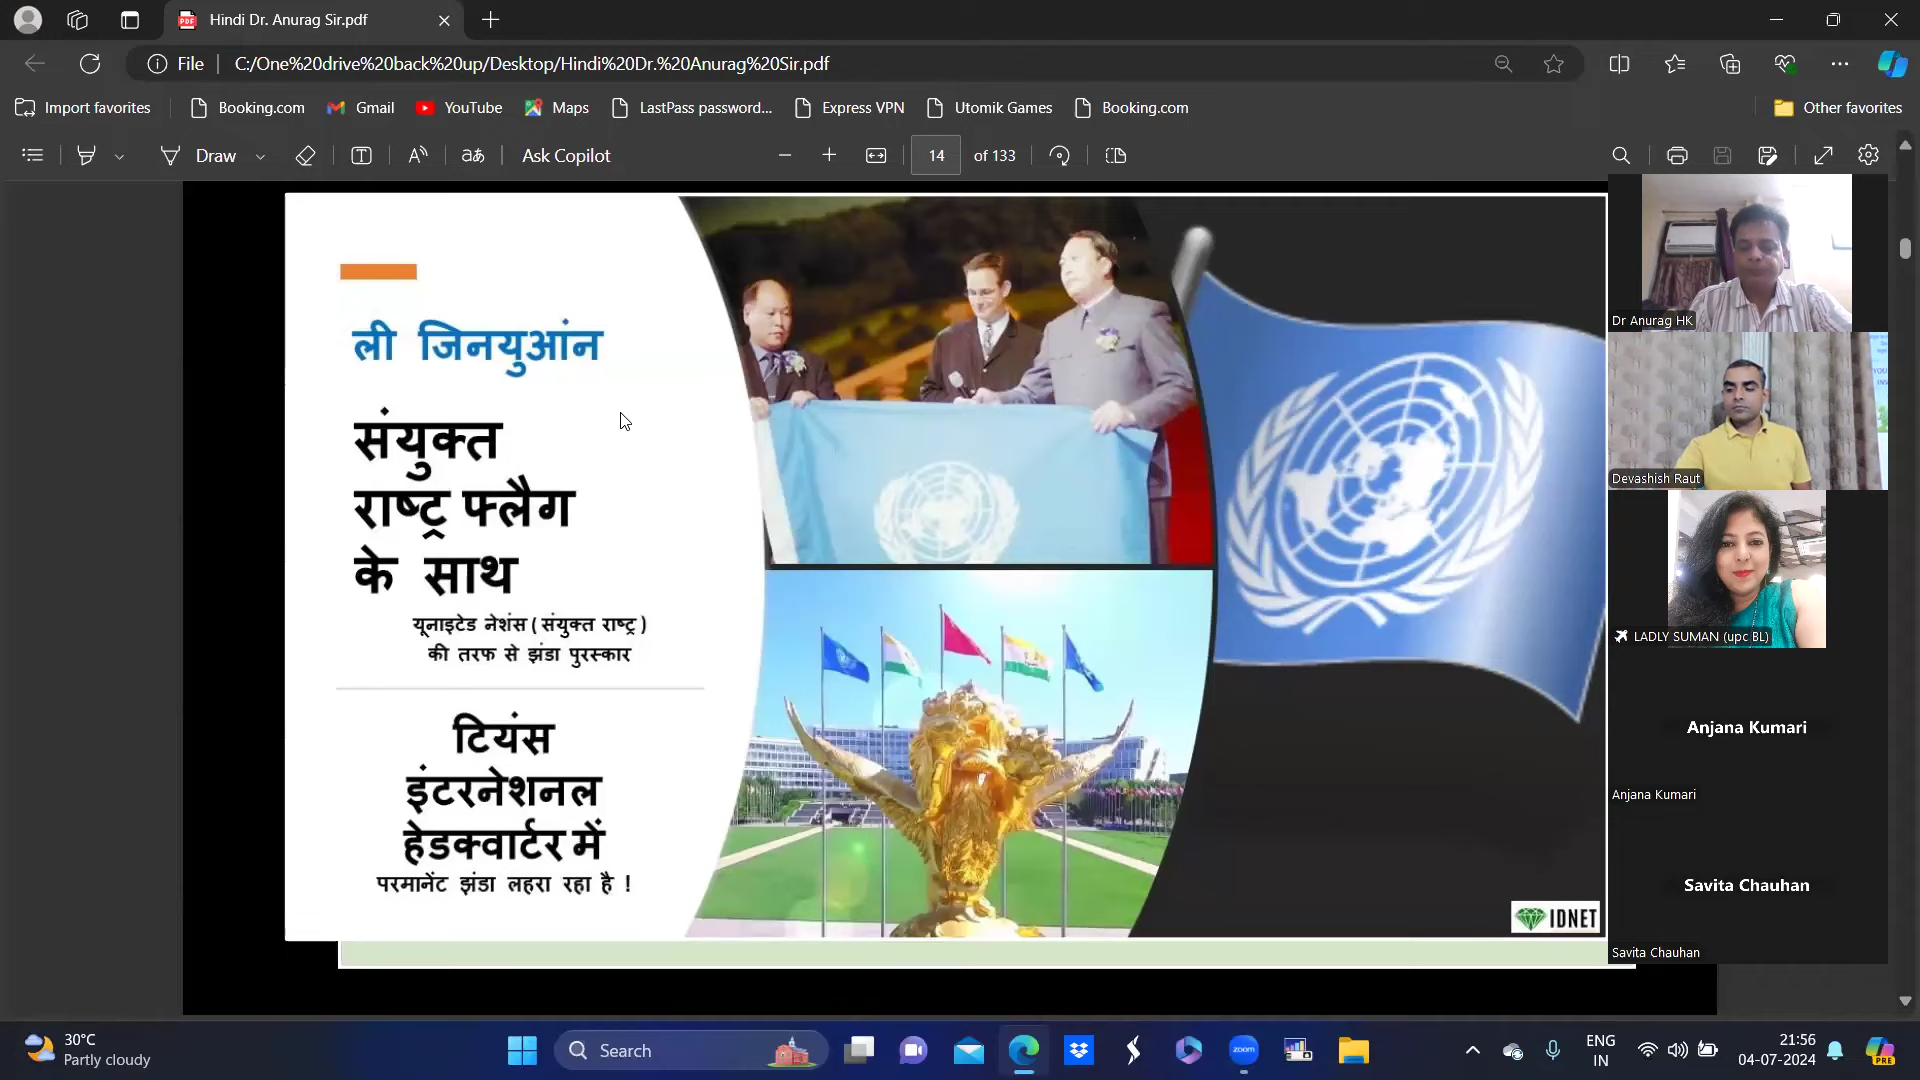 Hindi Dr. Anurag Sir.pdf
File
C:/One%20drive%20back%20up/Desktop/Hindi%20Dr.%20Anurag%20Sir.pdf
Import favorites
Booking.com
Gmail
YouTube
Maps
LastPass password...
Express VPN
Utomik Games
Booking.com
Other favorites
Draw
Ask Copilot
14 of 133
ली जिनयुआंन
संयुक्त
राष्ट्र फ्लैग
के साथ
यूनाइटेड नेशंस ( संयुक्त राष्ट्र )
की तरफ से झंडा पुरस्कार
टियंस
इंटरनेशनल
हेडक्वार्टर में
परमानेंट झंडा लहरा रहा है !
IDNET
Dr Anurag HK
Devashish Raut
LADLY SUMAN (upc BL)
Anjana Kumari
Anjana Kumari
Savita Chauhan
Savita Chauhan
30°C
Partly cloudy
Search
zoom
ENG
IN
21:56
04-07-2024
PRE